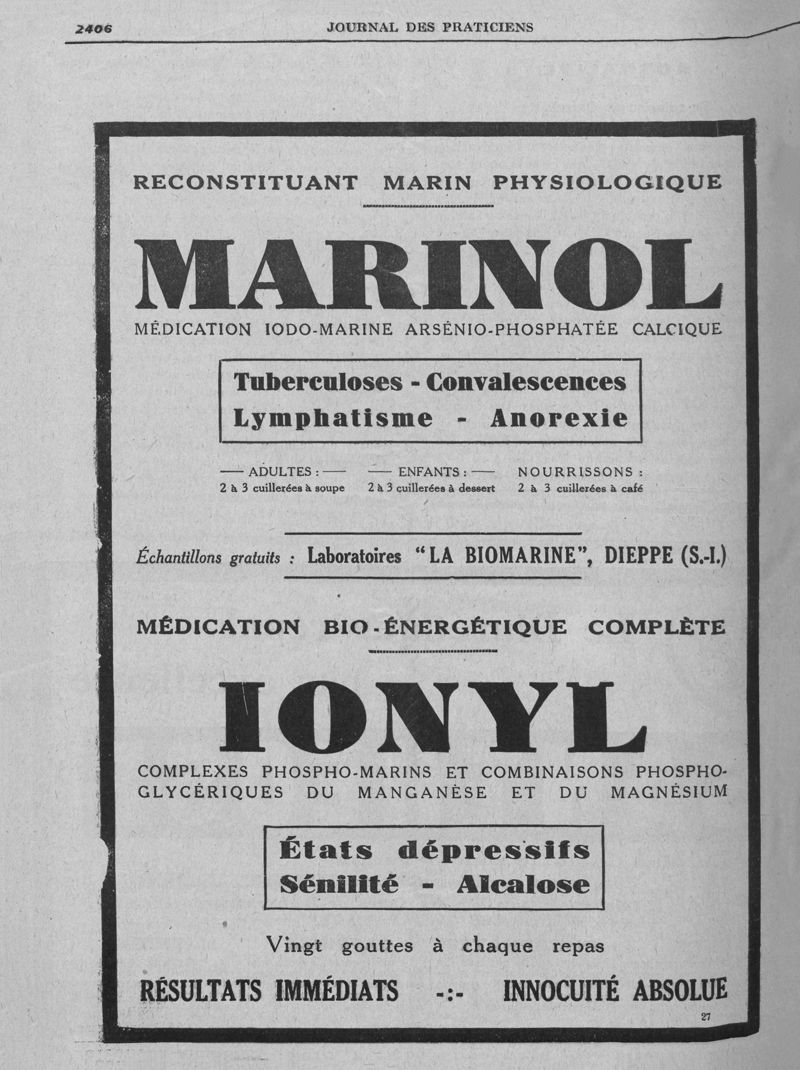 2406
JOURNAL DES PRATICIENS
RECONSTITUANT MARIN PHYSIOLOGIQUE
MARINOL
MÉDICATION IODO-MARINE ARSÉNIO-PHOSPHATÉE CALCIQUE
Tuberculoses - Convalescences
Lymphatisme - Anorexie
— ADULTES : — — ENFANTS : — NOURRISSONS :
2 à 3 cuillerées à soupe 2 à 3 cuillerées à dessert 2 à 3 cuillerées à café
Échantillons gratuits : Laboratoires "LA BIOMARINE", DIEPPE (S.-I.)
MÉDICATION BIO-ÉNERGÉTIQUE COMPLÈTE
IONYL
COMPLEXES PHOSPHO-MARINS ET COMBINAISONS PHOSPHO-
GLYCÉRIQUES DU MANGANÈSE ET DU MAGNÉSIUM
États dépressifs
Sénilité - Alcalose
Vingt gouttes à chaque repas
RÉSULTATS IMMÉDIATS -:- INNOCUITÉ ABSOLUE
27